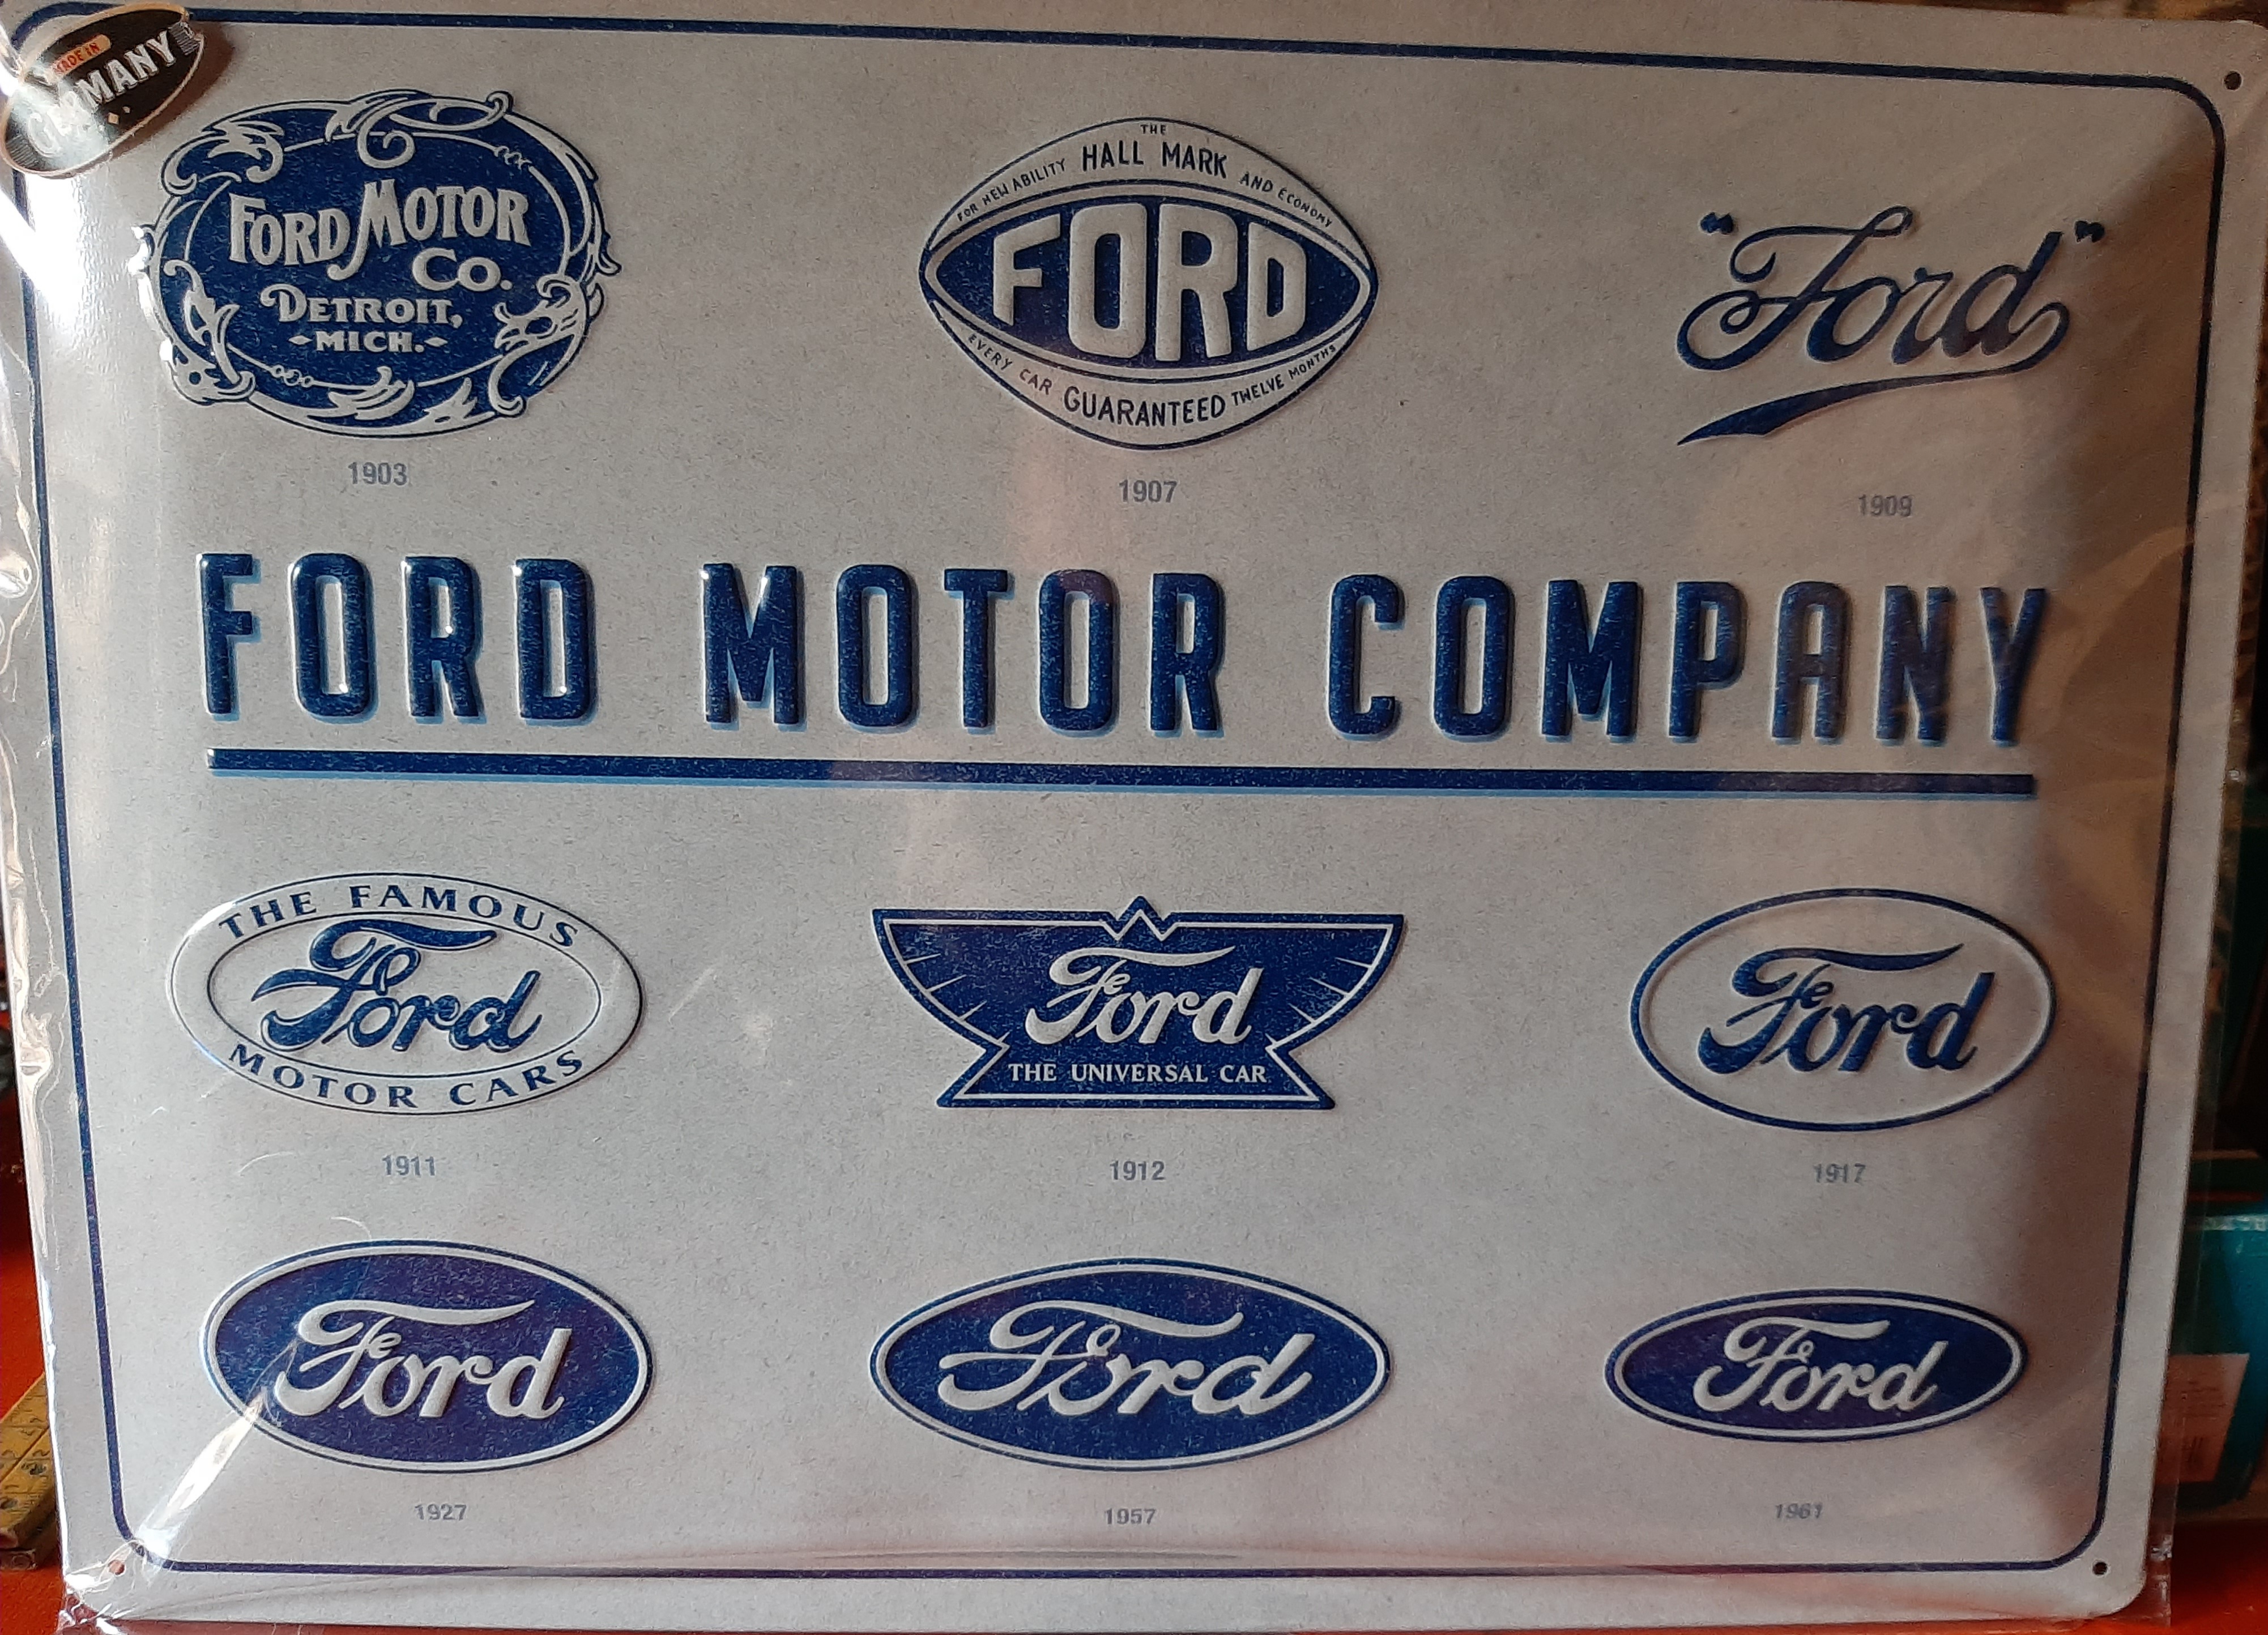 MADE IN
GERMANY
FORD MOTOR
CO.
DETROIT,
-MICH.-
1903
THE
HALL MARK
FOR NEW ABILITY
AND ECONOMY
FORD
EVERY CAR GUARANTEED TWELVE MONTHS
1907
"Ford"
1909
FORD MOTOR COMPANY
THE FAMOUS
Ford
MOTOR CARS
1911
Ford
THE UNIVERSAL CAR
1912
Ford
1917
Ford
1927
Ford
1957
Ford
1961